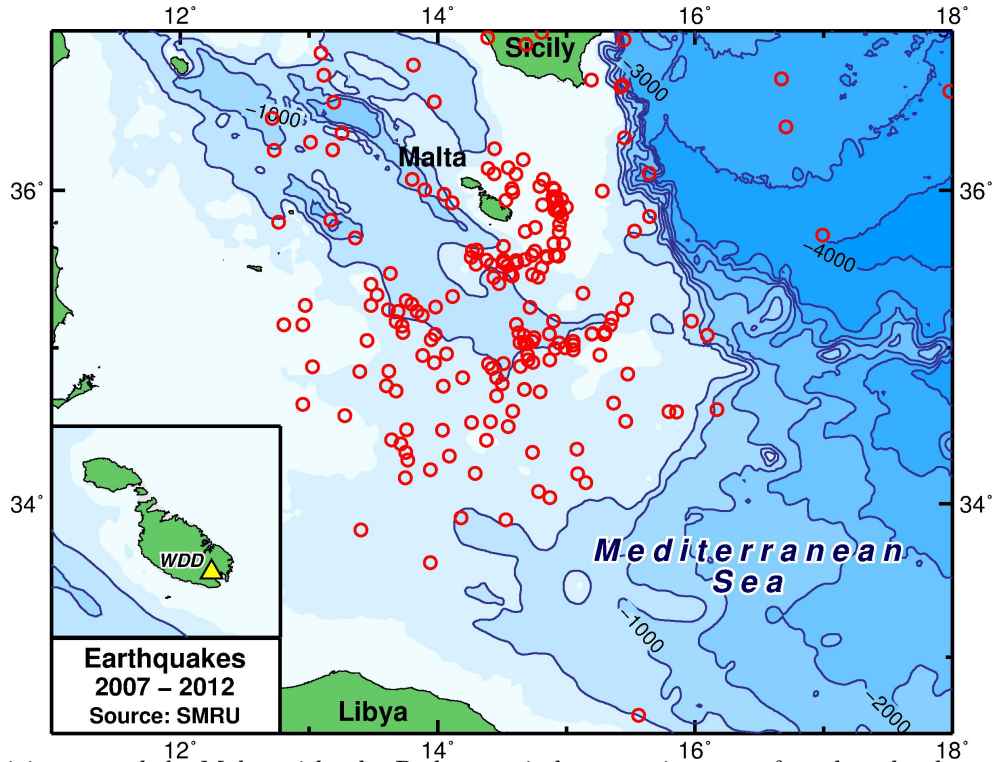 12° 14° 16° 18°
Sicily
−3000
−1000
Malta
36° 36°
−4000
34° 34°
WDD
Mediterranean
Sea
−1000
Earthquakes
2007 − 2012
Source: SMRU
Libya
−2000
12° 14° 16° 18°